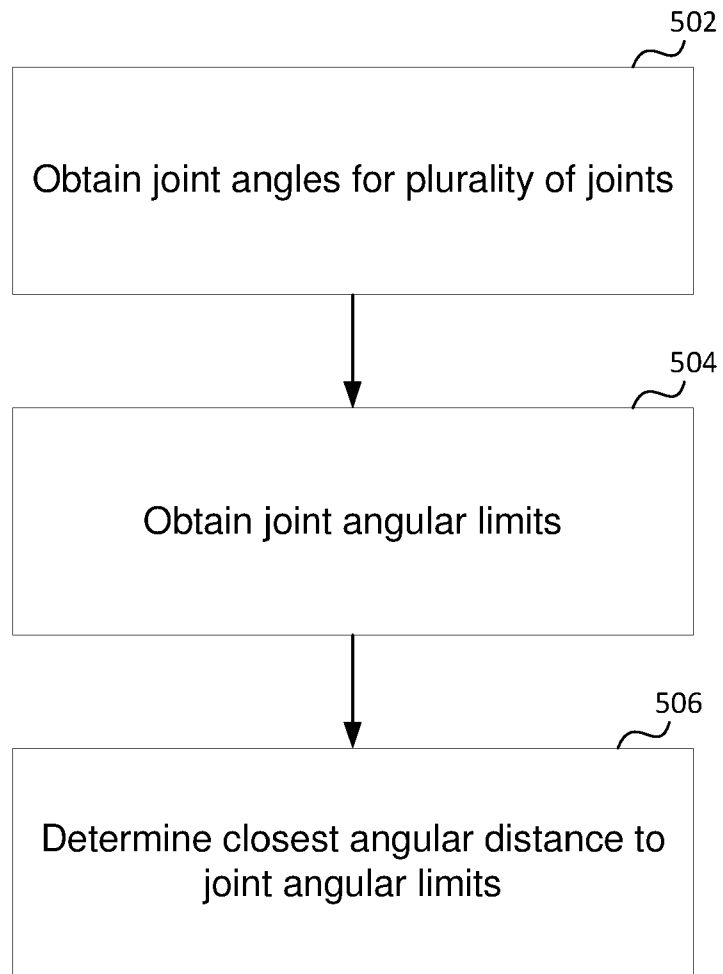 502
Obtain joint angles for plurality of joints
504
Obtain joint angular limits
506
Determine closest angular distance to
joint angular limits